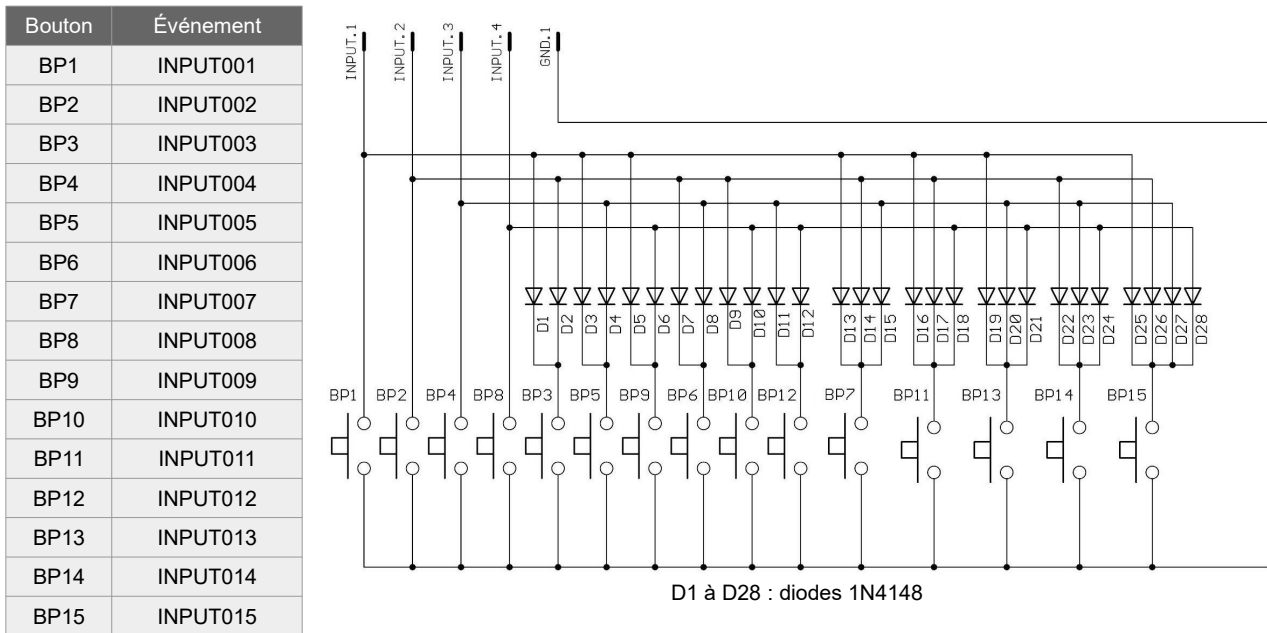 Bouton Événement
BP1 INPUT001
BP2 INPUT002
BP3 INPUT003
BP4 INPUT004
BP5 INPUT005
BP6 INPUT006
BP7 INPUT007
BP8 INPUT008
BP9 INPUT009
BP10 INPUT010
BP11 INPUT011
BP12 INPUT012
BP13 INPUT013
BP14 INPUT014
BP15 INPUT015
INPUT.1 INPUT.2 INPUT.3 INPUT.4 GND.1
D1 D2 D3 D4 D5 D6 D7 D8 D9 D10 D11 D12 D13 D14 D15 D16 D17 D18 D19 D20 D21 D22 D23 D24 D25 D26 D27 D28
BP1 BP2 BP4 BP8 BP3 BP5 BP9 BP6 BP10 BP12 BP7 BP11 BP13 BP14 BP15
D1 à D28 : diodes 1N4148